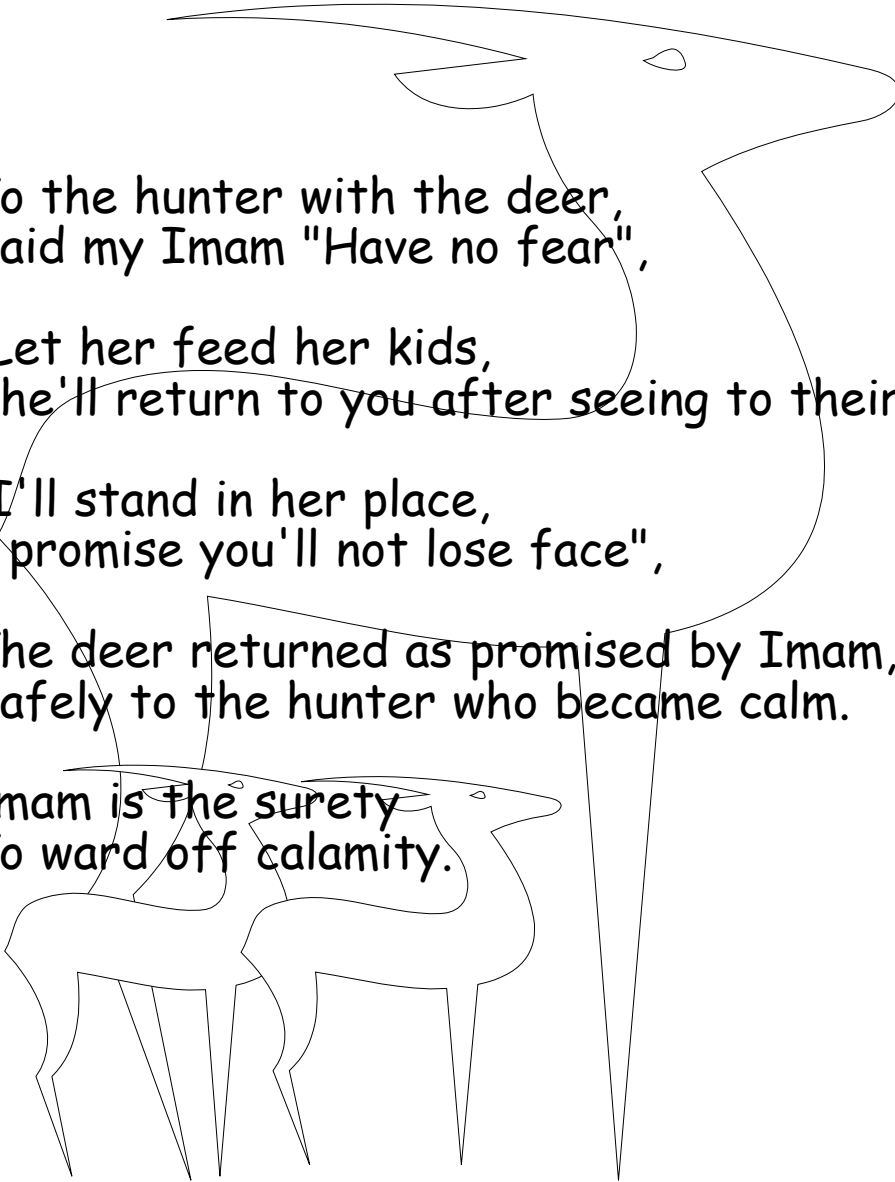 o the hunter with the deer,
aid my Imam "Have no fear",
Let her feed her kids,
he'll return to you after seeing to their
I'll stand in her place,
promise you'll not lose face",
he deer returned as promised by Imam,
afely to the hunter who became calm.
mam is the surety
o ward off calamity.